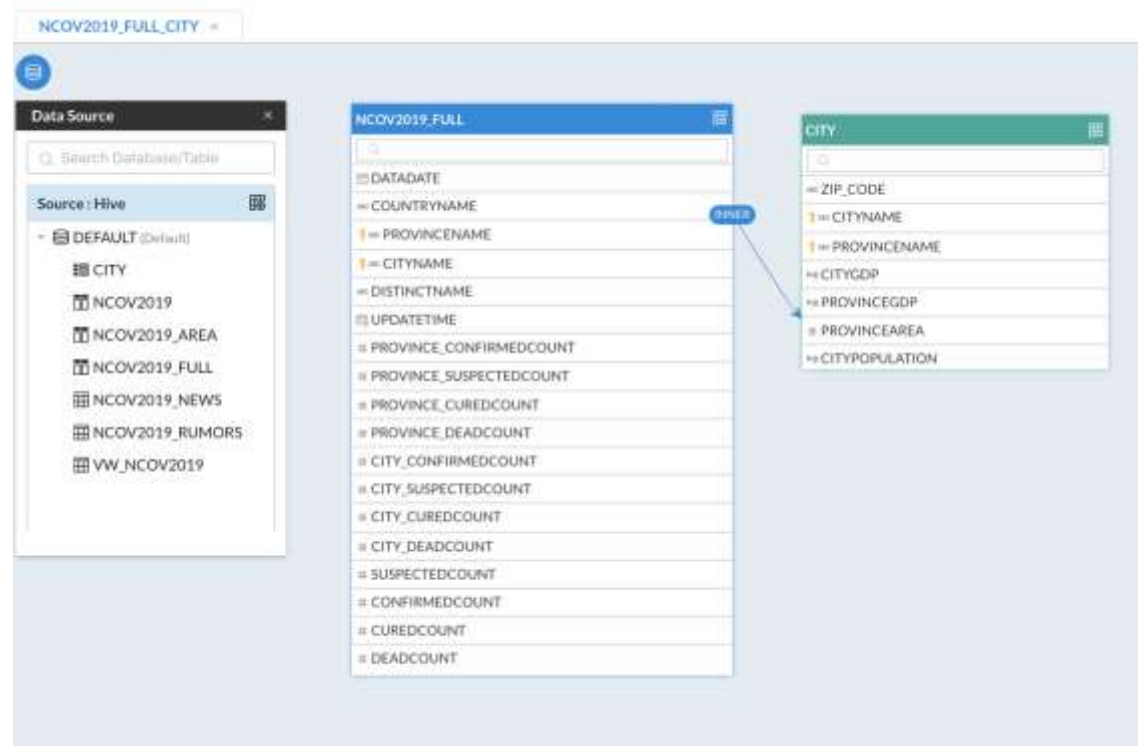 NCOV2019_FULL_CITY ×
Data Source ×
Search Database/Table
Source : Hive
DEFAULT (Default)
CITY
NCOV2019
NCOV2019_AREA
NCOV2019_FULL
NCOV2019_NEWS
NCOV2019_RUMORS
VW_NCOV2019
NCOV2019_FULL
DATADATE
COUNTRYNAME
PROVINCENAME
CITYNAME
DISTINCTNAME
UPDATETIME
PROVINCE_CONFIRMEDCOUNT
PROVINCE_SUSPECTEDCOUNT
PROVINCE_CUREDCOUNT
PROVINCE_DEADCOUNT
CITY_CONFIRMEDCOUNT
CITY_SUSPECTEDCOUNT
CITY_CUREDCOUNT
CITY_DEADCOUNT
SUSPECTEDCOUNT
CONFIRMEDCOUNT
CUREDCOUNT
DEADCOUNT
INNER
CITY
ZIP_CODE
CITYNAME
PROVINCENAME
CITYGDP
PROVINCEGDP
PROVINCEAREA
CITYPOPULATION